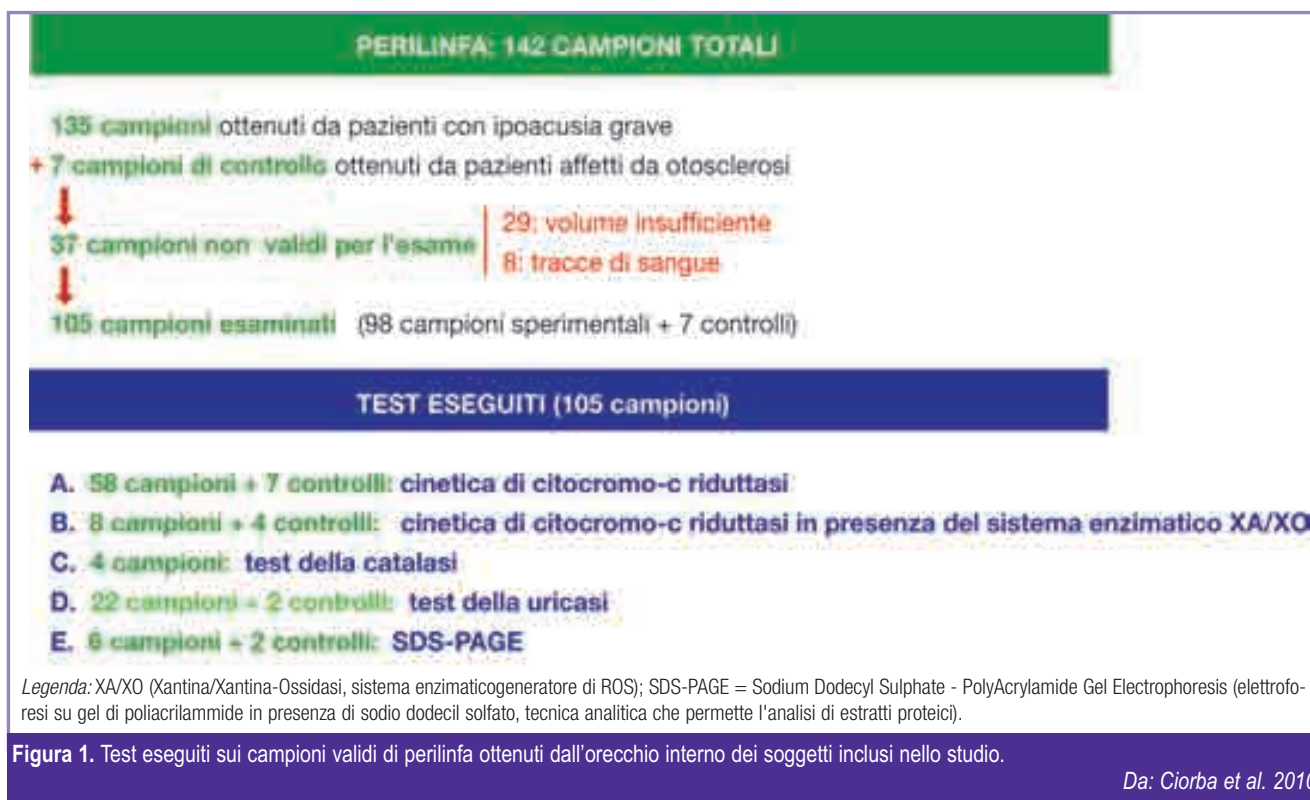 PERILINFA: 142 CAMPIONI TOTALI
135 campioni ottenuti da pazienti con ipoacusia grave
+ 7 campioni di controllo ottenuti da pazienti affetti da otosclerosi
37 campioni non validi per l'esame
29: volume insufficiente
8: tracce di sangue
105 campioni esaminati (98 campioni sperimentali + 7 controlli)
TEST ESEGUITI (105 campioni)
A. 58 campioni + 7 controlli: cinetica di citocromo-c riduttasi
B. 8 campioni + 4 controlli: cinetica di citocromo-c riduttasi in presenza del sistema enzimatico XA/XO
C. 4 campioni: test della catalasi
D. 22 campioni + 2 controlli: test della uricasi
E. 6 campioni + 2 controlli: SDS-PAGE
Legenda: XA/XO (Xantina/Xantina-Ossidasi, sistema enzimaticogeneratore di ROS); SDS-PAGE = Sodium Dodecyl Sulphate - PolyAcrylamide Gel Electrophoresis (elettrofo-
resi su gel di poliacrilammide in presenza di sodio dodecil solfato, tecnica analitica che permette l'analisi di estratti proteici).
Figura 1. Test eseguiti sui campioni validi di perilinfa ottenuti dall'orecchio interno dei soggetti inclusi nello studio.
Da: Ciorba et al. 2010